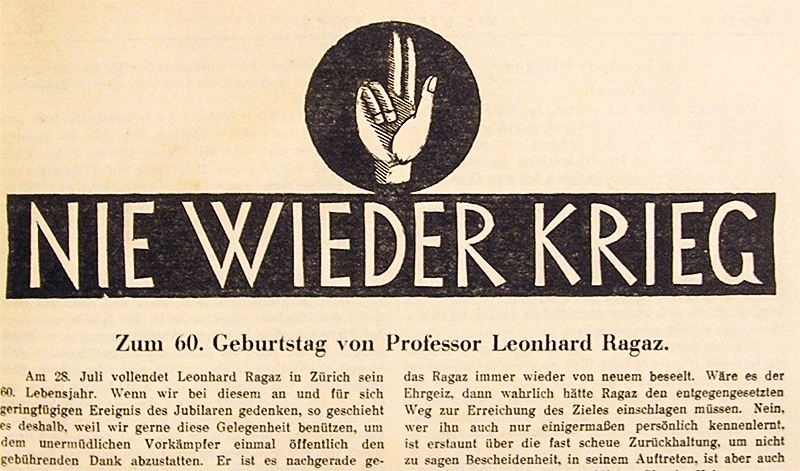 NIE WIEDER KRIEG
Zum 60. Geburtstag von Professor Leonhard Ragaz.
Am 28. Juli vollendet Leonhard Ragaz in Zürich sein
60. Lebensjahr. Wenn wir bei diesem an und für sich
geringfügigen Ereignis des Jubilaren gedenken, so geschieht
es deshalb, weil wir gerne diese Gelegenheit benützen, um
dem unermüdlichen Vorkämpfer einmal öffentlich den
gebührenden Dank abzustatten. Er ist es nachgerade ge-
das Ragaz immer wieder von neuem beseelt. Wäre es der
Ehrgeiz, dann wahrlich hätte Ragaz den entgegengesetzten
Weg zur Erreichung des Zieles einschlagen müssen. Nein,
wer ihn auch nur einigermaßen persönlich kennenlernt,
ist erstaunt über die fast scheue Zurückhaltung, um nicht
zu sagen Bescheidenheit, in seinem Auftreten, ist aber auch